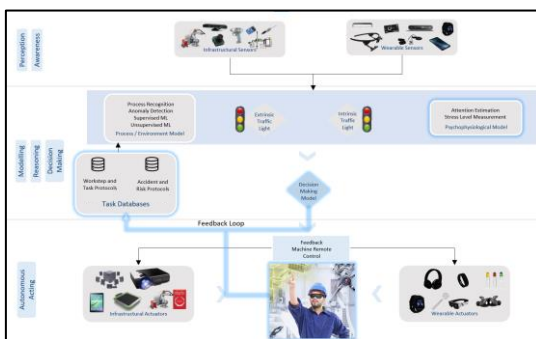 Perception
Awareness
Infrastructural Sensors
Wearable Sensors
Modelling
Reasoning
Decision Making
Process Recognition
Anomaly Detection
Supervised ML
Unsupervised ML
Process / Environment Model
Extrinsic
Traffic
Light
Intrinsic
Traffic
Light
Attention Estimation
Stress Level Measurement
Psychophysiological Model
Workstep and
Task Protocols
Accident and
Risk Protocols
Task Databases
Decision
Making
Model
Feedback Loop
Autonomous
Acting
Feedback
Machine Remote
Control
Infrastructural Actuators
Wearable Actuators